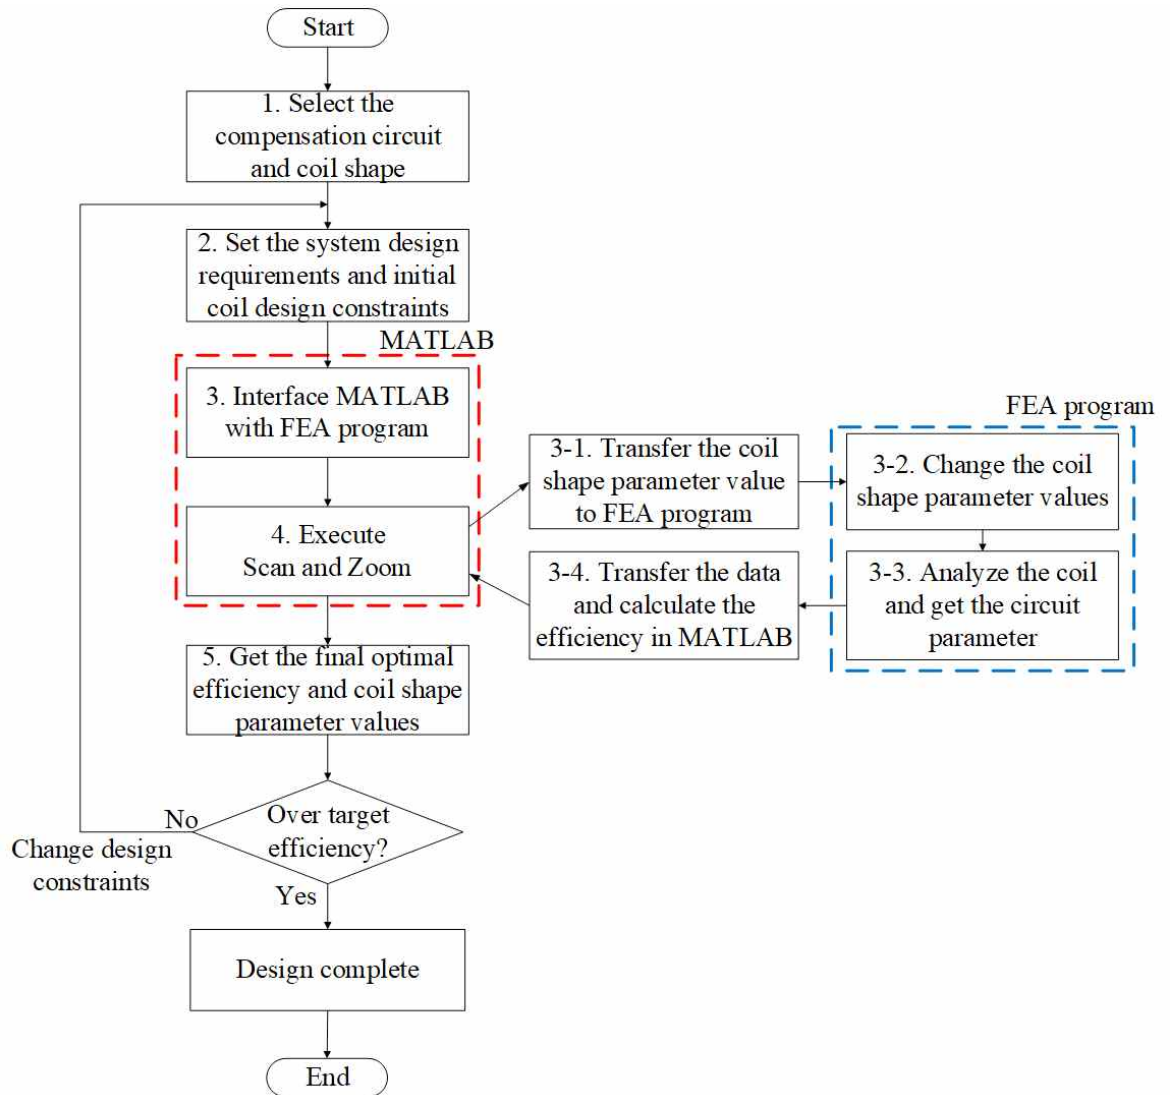 Start
1. Select the
compensation circuit
and coil shape
2. Set the system design
requirements and initial
coil design constraints
MATLAB
3. Interface MATLAB
with FEA program
4. Execute
Scan and Zoom
3-1. Transfer the coil
shape parameter value
to FEA program
FEA program
3-2. Change the coil
shape parameter values
3-3. Analyze the coil
and get the circuit
parameter
3-4. Transfer the data
and calculate the
efficiency in MATLAB
5. Get the final optimal
efficiency and coil shape
parameter values
Over target
efficiency?
No
Change design
constraints
Yes
Design complete
End